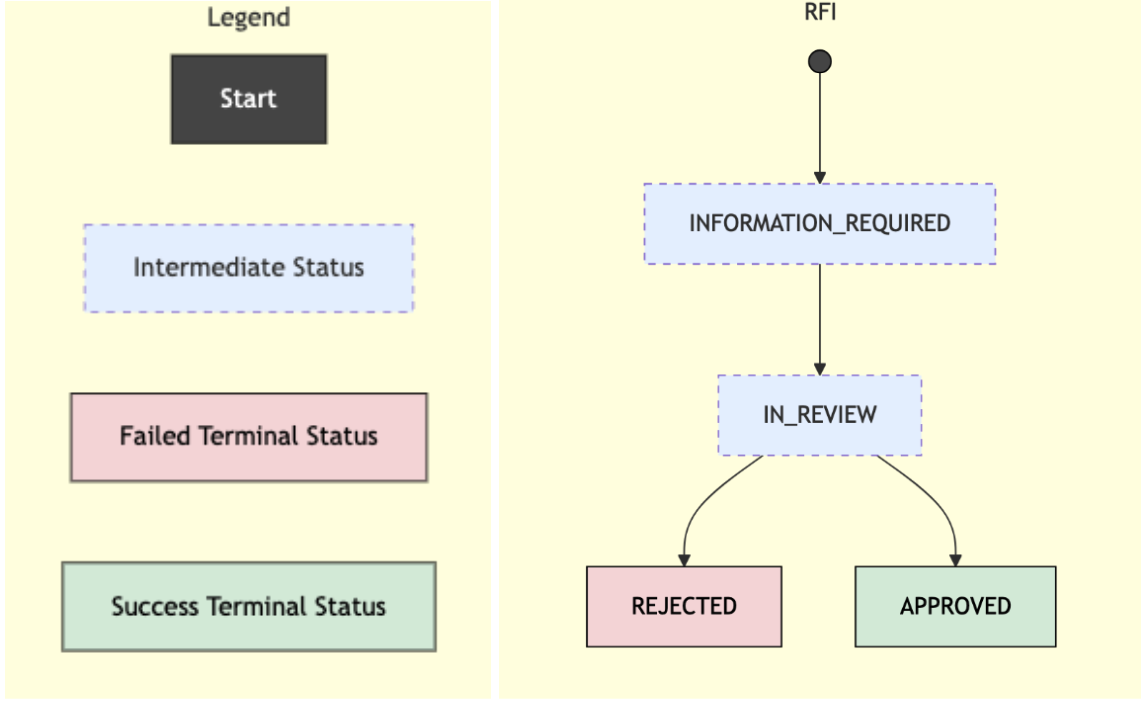 Legend
Start
Intermediate Status
Failed Terminal Status
Success Terminal Status
RFI
INFORMATION_REQUIRED
IN_REVIEW
REJECTED
APPROVED